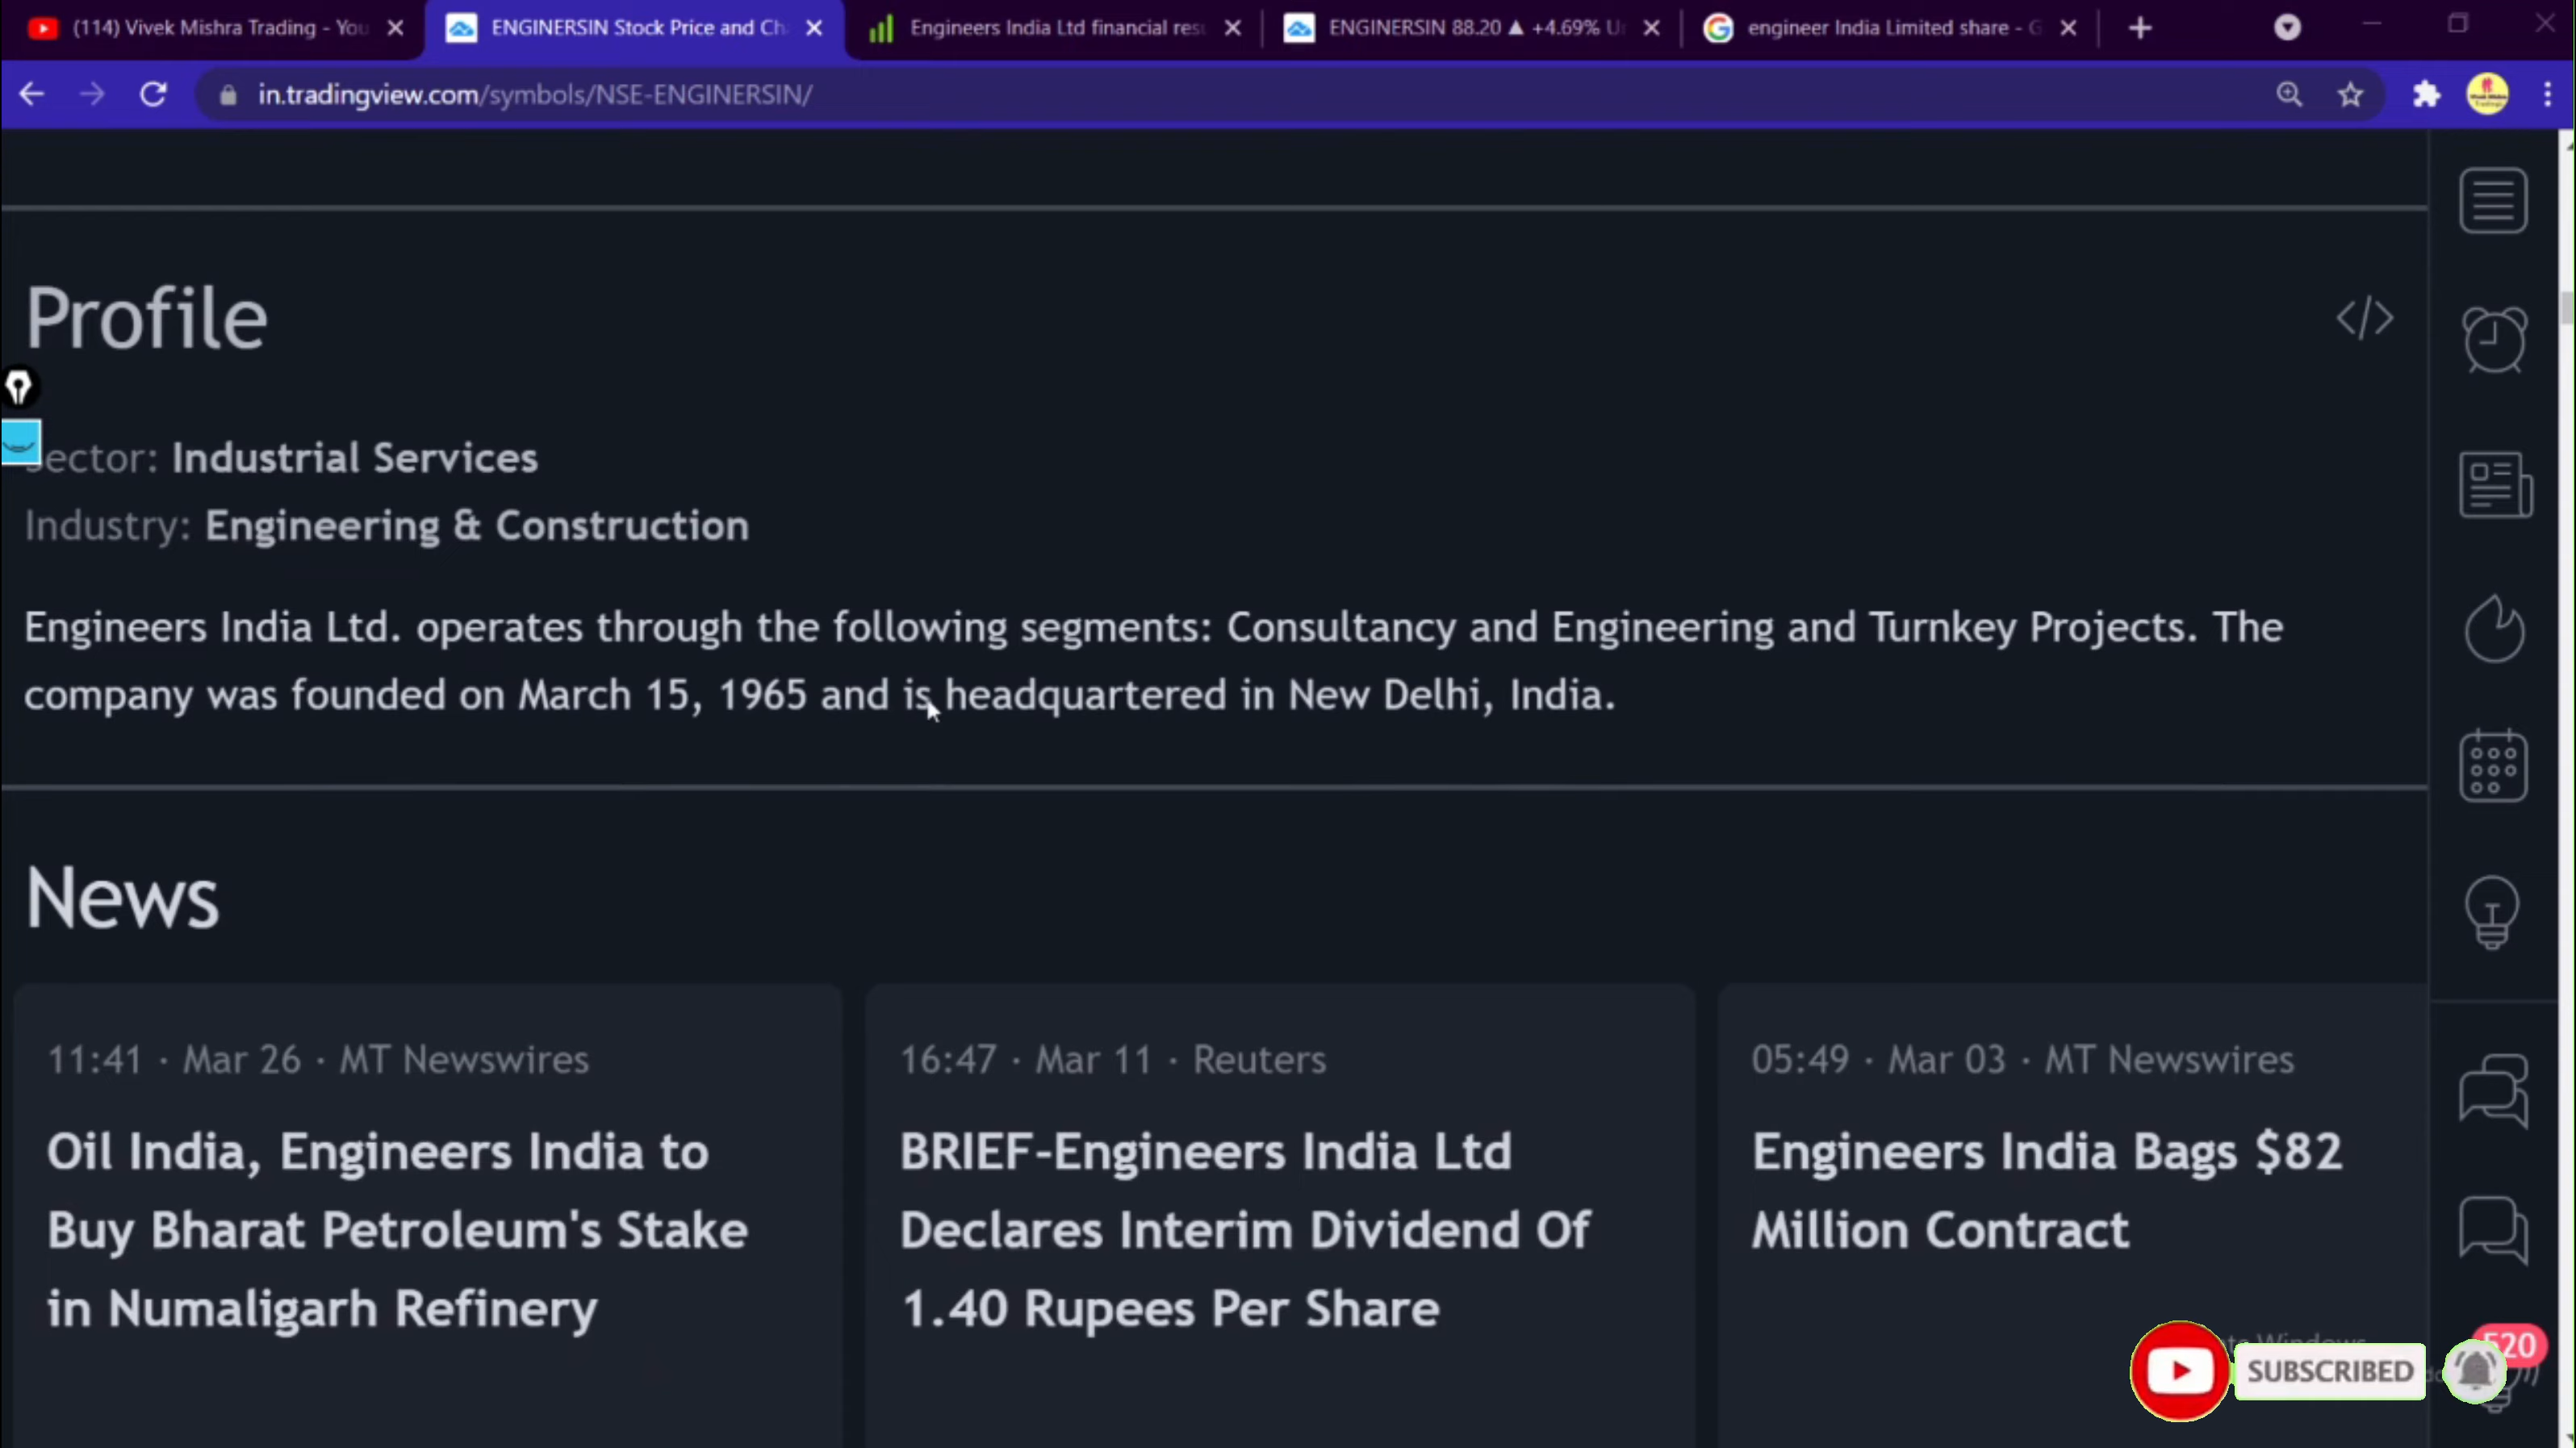 (114) Vivek Mishra Trading - You
ENGINERSIN Stock Price and Ch
Engineers India Ltd financial res
ENGINERSIN 88.20 ▲ +4.69%
engineer India Limited share - G
in.tradingview.com/symbols/NSE-ENGINERSIN/
Profile
Sector: Industrial Services
Industry: Engineering & Construction
Engineers India Ltd. operates through the following segments: Consultancy and Engineering and Turnkey Projects. The
company was founded on March 15, 1965 and is headquartered in New Delhi, India.
News
11:41 · Mar 26 · MT Newswires
Oil India, Engineers India to
Buy Bharat Petroleum's Stake
in Numaligarh Refinery
16:47 · Mar 11 · Reuters
BRIEF-Engineers India Ltd
Declares Interim Dividend Of
1.40 Rupees Per Share
05:49 · Mar 03 · MT Newswires
Engineers India Bags $82
Million Contract
Windows
520
SUBSCRIBED